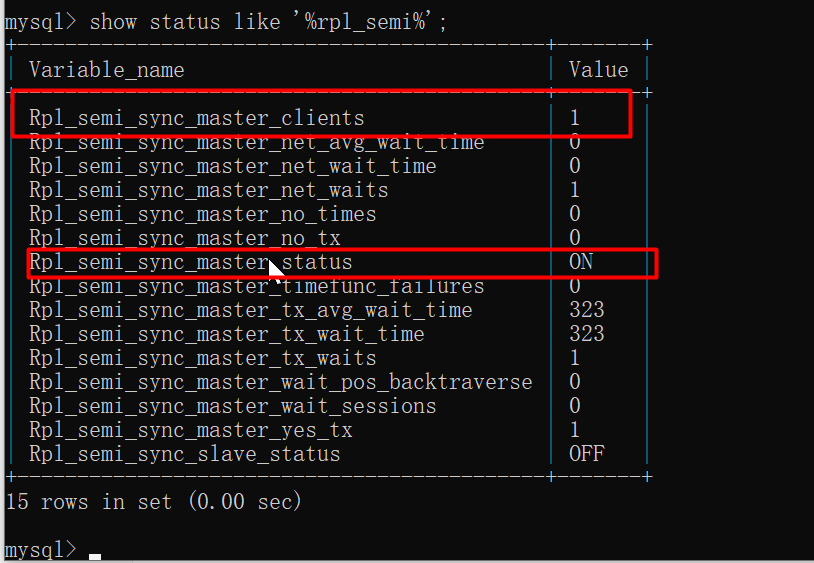 mysql> show status like '%rpl_semi%';
+--------------------------------------------+-------+
| Variable_name | Value |
+--------------------------------------------+-------+
| Rpl_semi_sync_master_clients | 1 |
| Rpl_semi_sync_master_net_avg_wait_time | 0 |
| Rpl_semi_sync_master_net_wait_time | 0 |
| Rpl_semi_sync_master_net_waits | 1 |
| Rpl_semi_sync_master_no_times | 0 |
| Rpl_semi_sync_master_no_tx | 0 |
| Rpl_semi_sync_master_status | ON |
| Rpl_semi_sync_master_timefunc_failures | 0 |
| Rpl_semi_sync_master_tx_avg_wait_time | 323 |
| Rpl_semi_sync_master_tx_wait_time | 323 |
| Rpl_semi_sync_master_tx_waits | 1 |
| Rpl_semi_sync_master_wait_pos_backtraverse | 0 |
| Rpl_semi_sync_master_wait_sessions | 0 |
| Rpl_semi_sync_master_yes_tx | 1 |
| Rpl_semi_sync_slave_status | OFF |
+--------------------------------------------+-------+
15 rows in set (0.00 sec)
mysql>